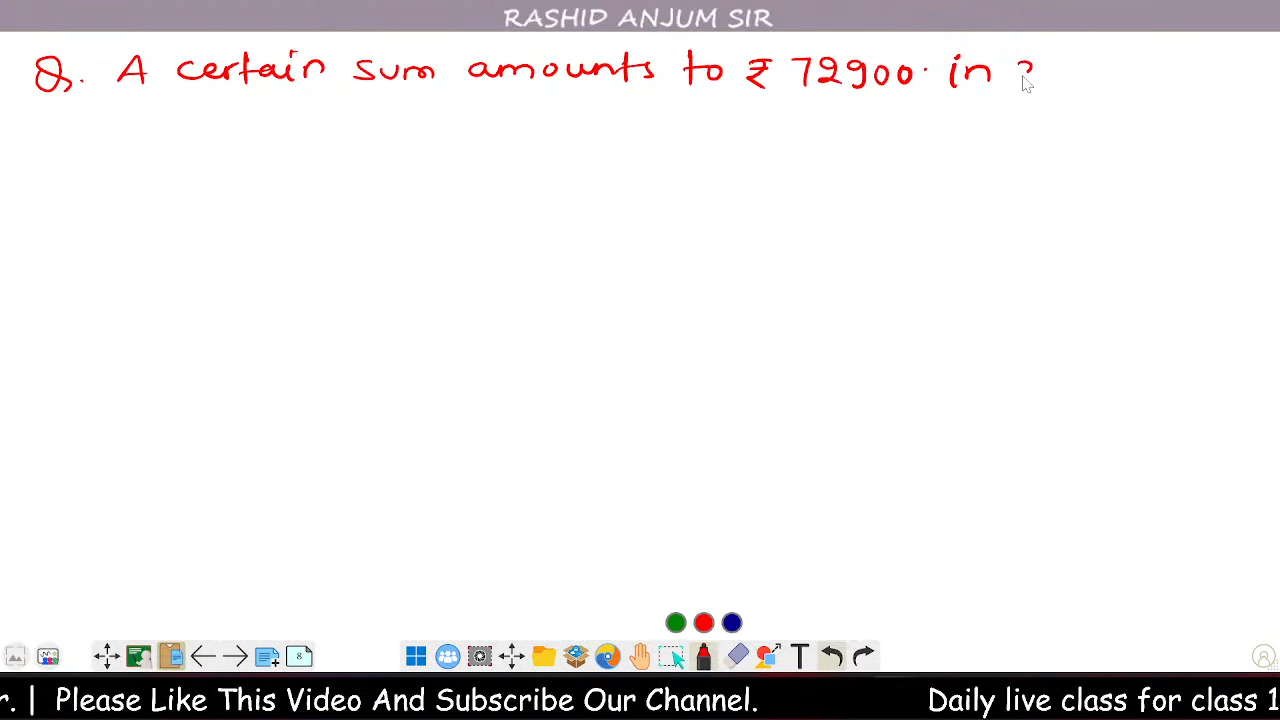 RASHID ANJUM SIR
Q. A certain sum amounts to ₹ 72900 in
8
r. | Please Like This Video And Subscribe Our Channel. Daily live class for class 1